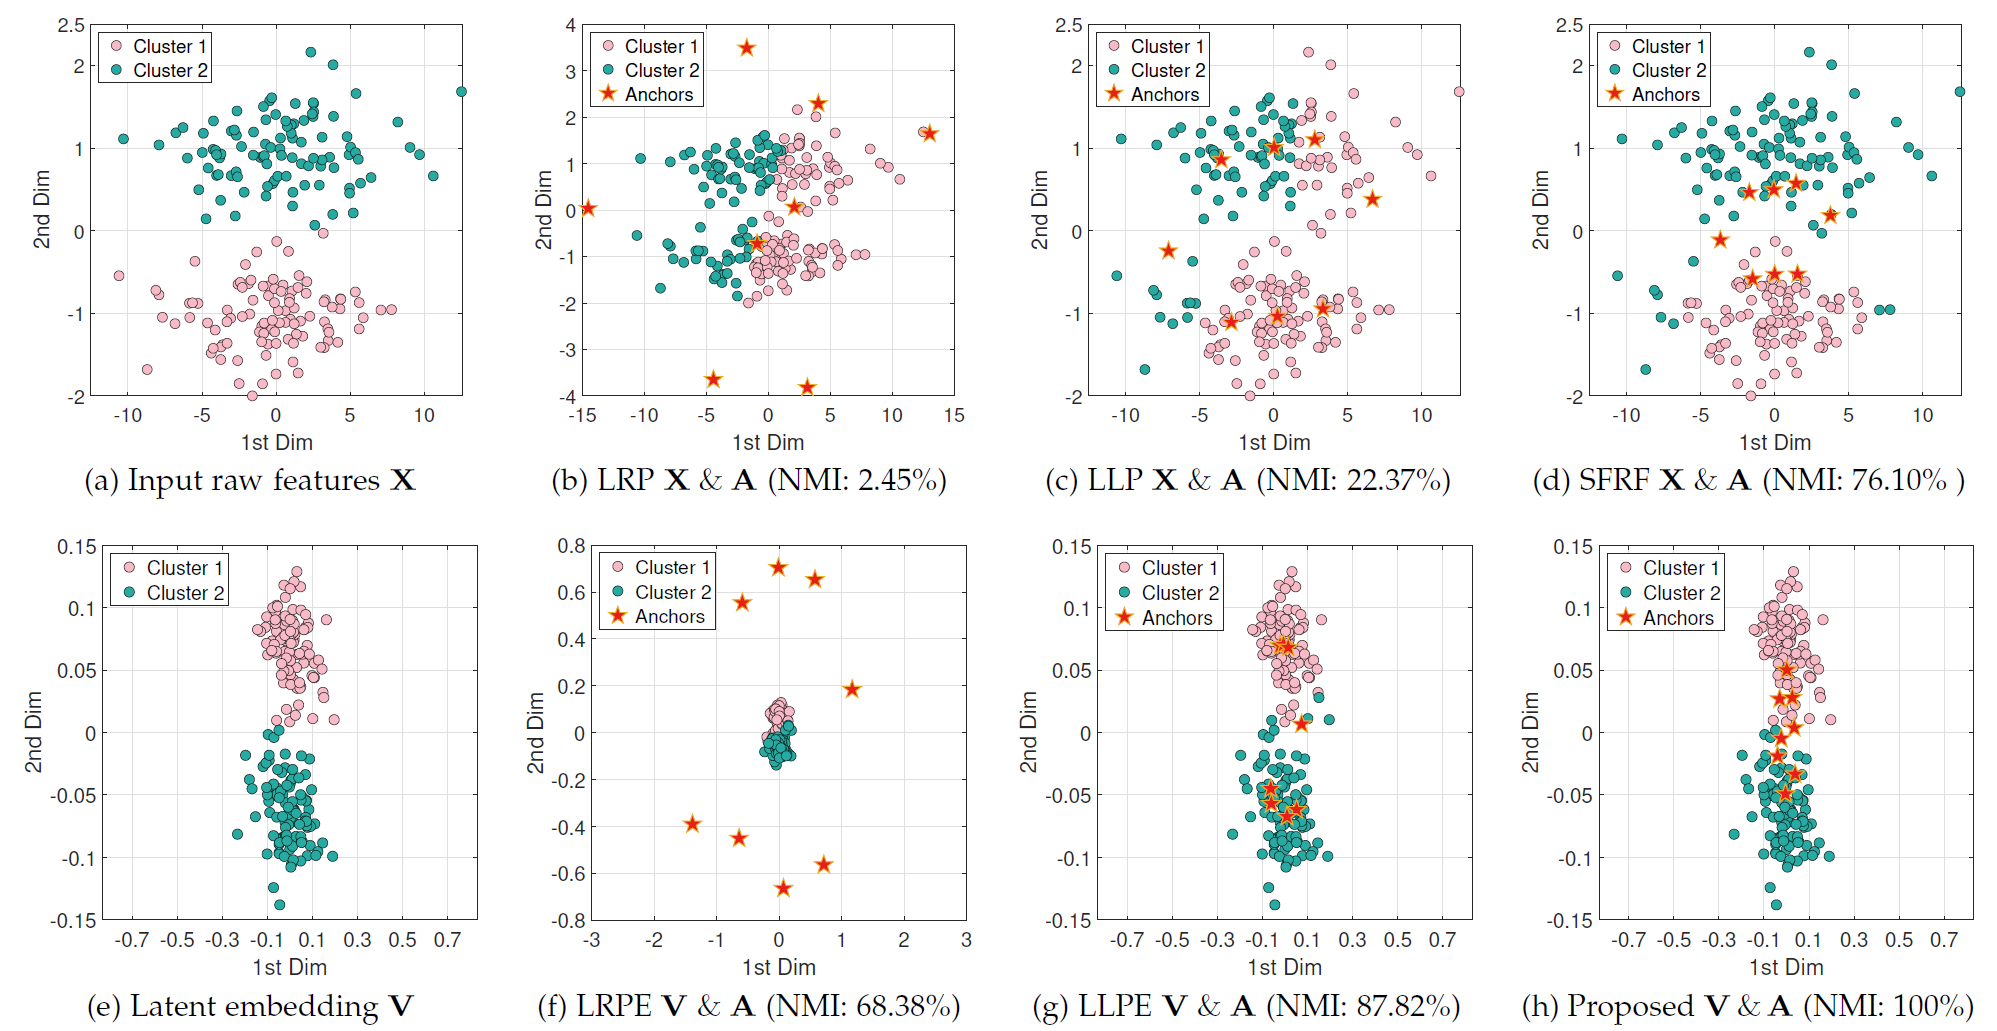 2.5
2
1
0
-1
-2
-10
-5
0
5
10
2nd Dim
1st Dim
Cluster 1
Cluster 2
(a) Input raw features X
4
3
2
1
0
-1
-2
-3
-4
-15
-10
-5
0
5
10
15
2nd Dim
1st Dim
Cluster 1
Cluster 2
Anchors
(b) LRP X & A (NMI: 2.45%)
2.5
2
1
0
-1
-2
-10
-5
0
5
10
2nd Dim
1st Dim
Cluster 1
Cluster 2
Anchors
(c) LLP X & A (NMI: 22.37%)
2.5
2
1
0
-1
-2
-10
-5
0
5
10
2nd Dim
1st Dim
Cluster 1
Cluster 2
Anchors
(d) SFRF X & A (NMI: 76.10% )
0.15
0.1
0.05
0
-0.05
-0.1
-0.15
-0.7
-0.5
-0.3
-0.1
0.1
0.4
0.7
2nd Dim
1st Dim
Cluster 1
Cluster 2
(e) Latent embedding V
0.8
0.6
0.4
0.2
0
-0.2
-0.4
-0.6
-0.8
-3
-2
-1
0
1
2
3
2nd Dim
1st Dim
Cluster 1
Cluster 2
Anchors
(f) LRPE V & A (NMI: 68.38%)
0.15
0.1
0.05
0
-0.05
-0.1
-0.15
-0.7
-0.5
-0.3
-0.1
0.1
0.4
0.7
2nd Dim
1st Dim
Cluster 1
Cluster 2
Anchors
(g) LLPE V & A (NMI: 87.82%)
0.15
0.1
0.05
0
-0.05
-0.1
-0.15
-0.7
-0.5
-0.3
-0.1
0.1
0.4
0.7
2nd Dim
1st Dim
Cluster 1
Cluster 2
Anchors
(h) Proposed V & A (NMI: 100%)